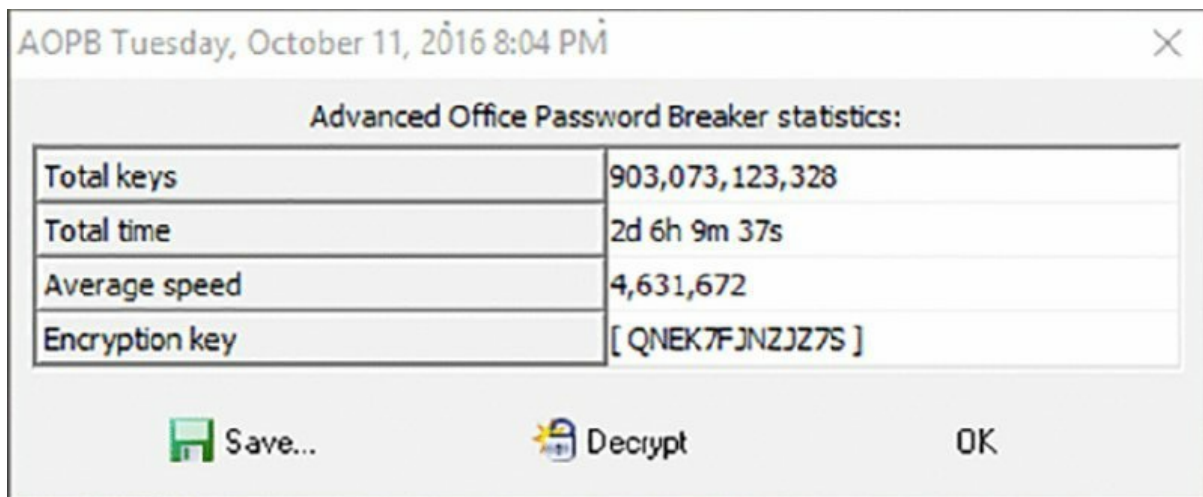 AOPB Tuesday, October 11, 2016 8:04 PM
Advanced Office Password Breaker statistics:
Total keys 903,073,123,328
Total time 2d 6h 9m 37s
Average speed 4,631,672
Encryption key [ QNEK7FJNZJZ7S ]
Save... Decrypt OK